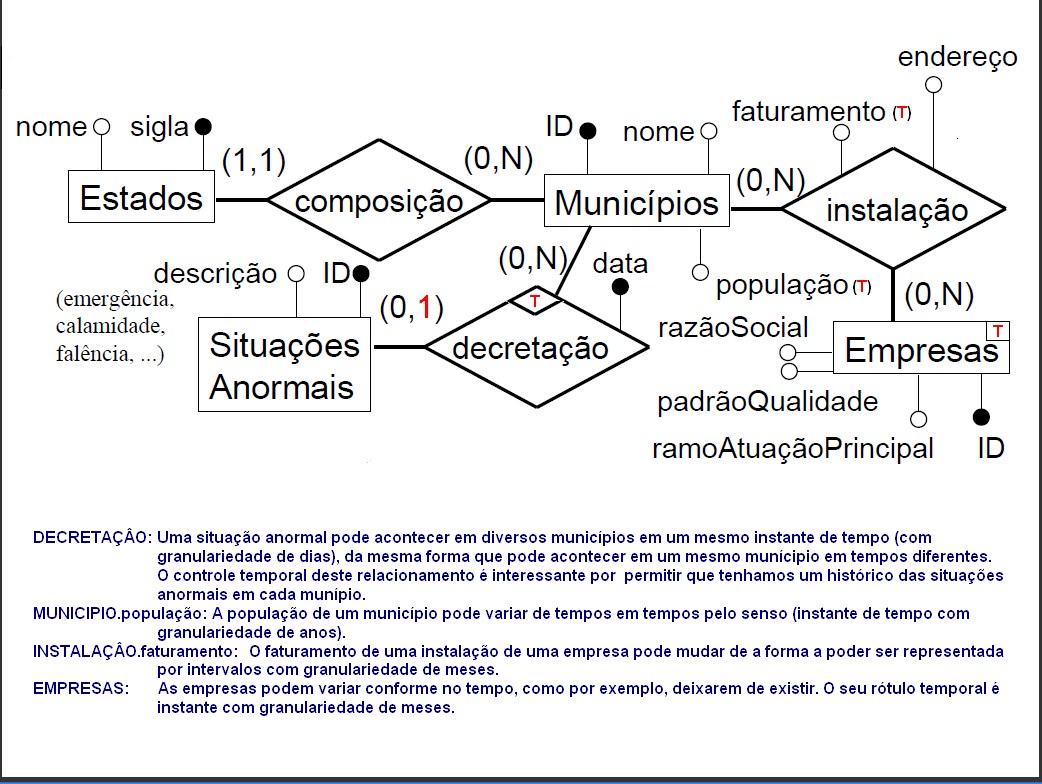 endereço
faturamento (T)
nome
sigla
ID
nome
(1,1)
(0,N)
(0,N)
Estados
composição
Municípios
instalação
descrição
ID
(0,N)
data
população (T)
(0,N)
(emergência,
calamidade,
falência, ...)
(0,1)
T
razãoSocial
T
Situações
Anormais
decretação
Empresas
padrãoQualidade
ramoAtuaçãoPrincipal
ID
DECRETAÇÂO: Uma situação anormal pode acontecer em diversos municípios em um mesmo instante de tempo (com
granulariedade de dias), da mesma forma que pode acontecer em um mesmo munícipio em tempos diferentes.
O controle temporal deste relacionamento é interessante por permitir que tenhamos um histórico das situações
anormais em cada munípio.
MUNICIPIO.população: A população de um município pode variar de tempos em tempos pelo senso (instante de tempo com
granulariedade de anos).
INSTALAÇÂO.faturamento: O faturamento de uma instalação de uma empresa pode mudar de a forma a poder ser representada
por intervalos com granulariedade de meses.
EMPRESAS: As empresas podem variar conforme no tempo, como por exemplo, deixarem de existir. O seu rótulo temporal é
instante com granulariedade de meses.